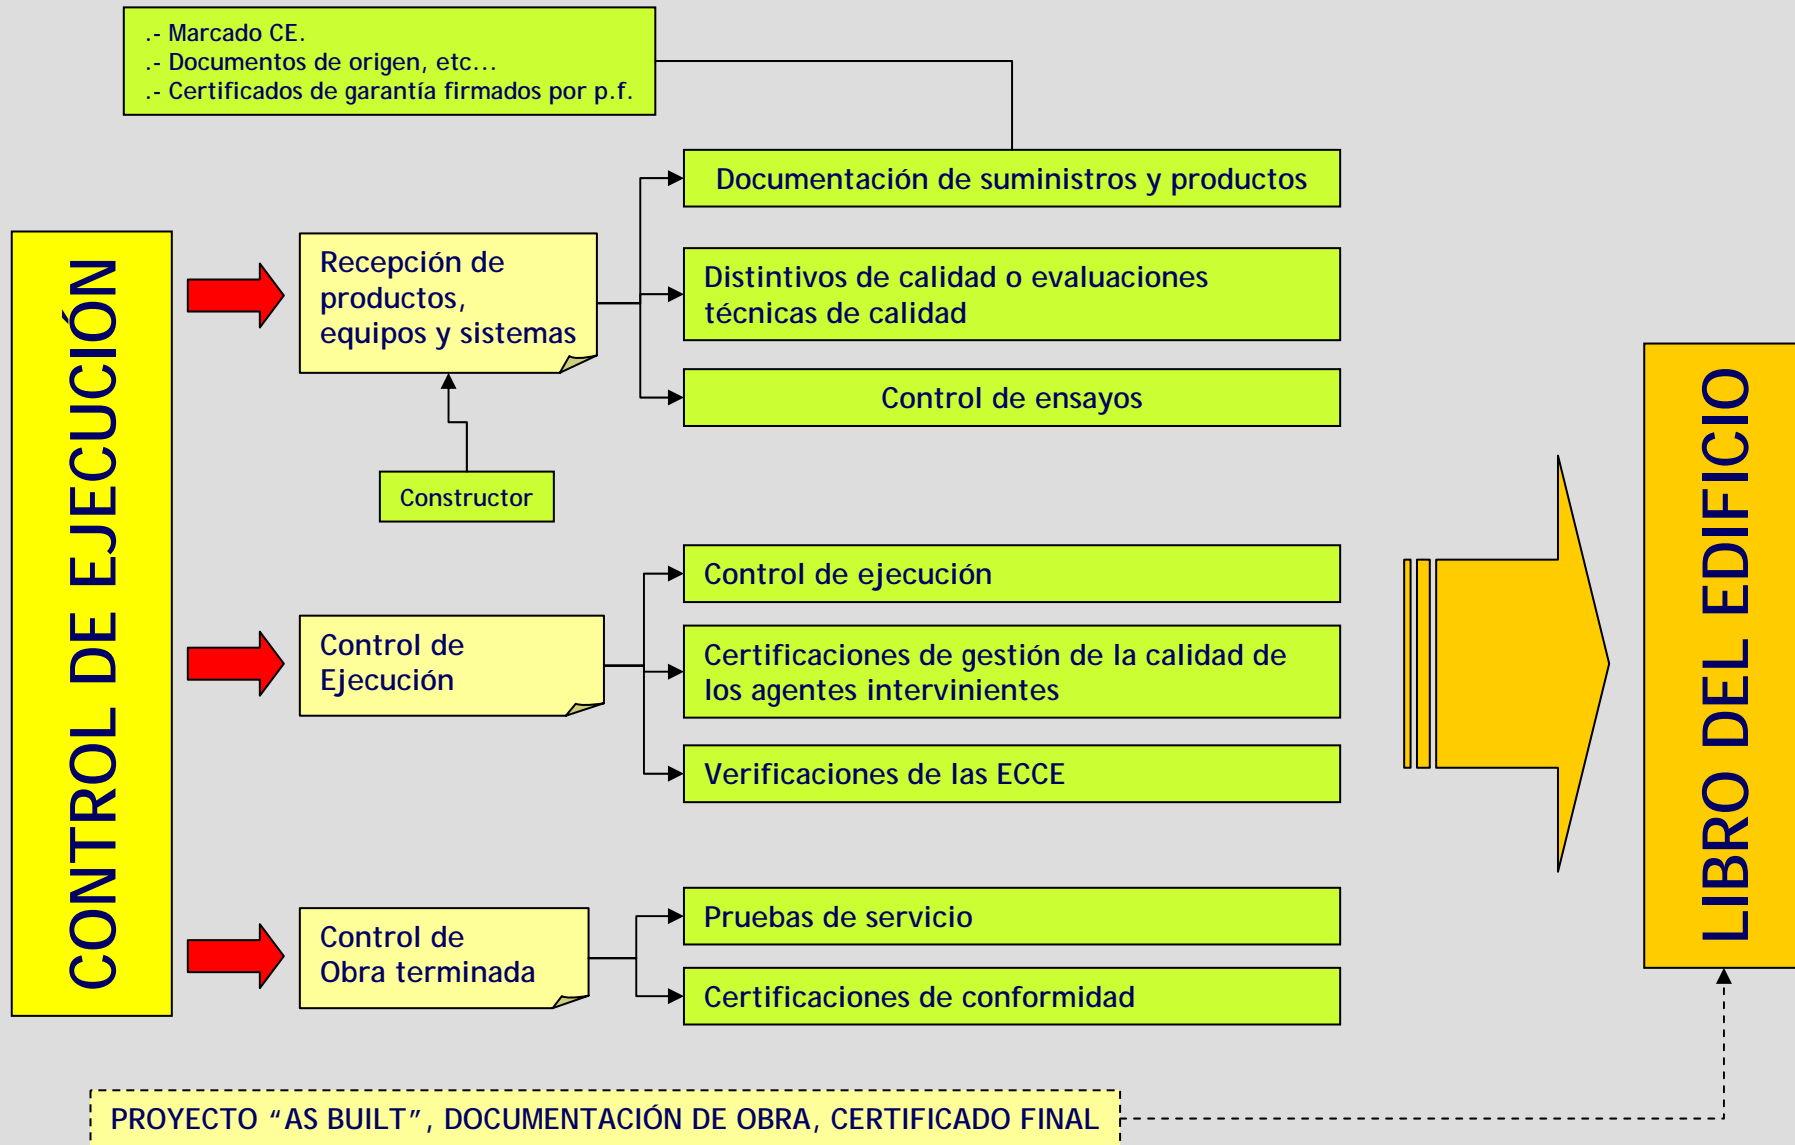 .- Marcado CE.
.- Documentos de origen, etc...
.- Certificados de garantía firmados por p.f.
Documentación de suministros y productos
CONTROL DE EJECUCIÓN
Recepción de
productos,
equipos y sistemas
Distintivos de calidad o evaluaciones
técnicas de calidad
Control de ensayos
Constructor
Control de
Ejecución
Control de ejecución
Certificaciones de gestión de la calidad de
los agentes intervinientes
Verificaciones de las ECCE
Control de
Obra terminada
Pruebas de servicio
Certificaciones de conformidad
LIBRO DEL EDIFICIO
PROYECTO “AS BUILT”, DOCUMENTACIÓN DE OBRA, CERTIFICADO FINAL